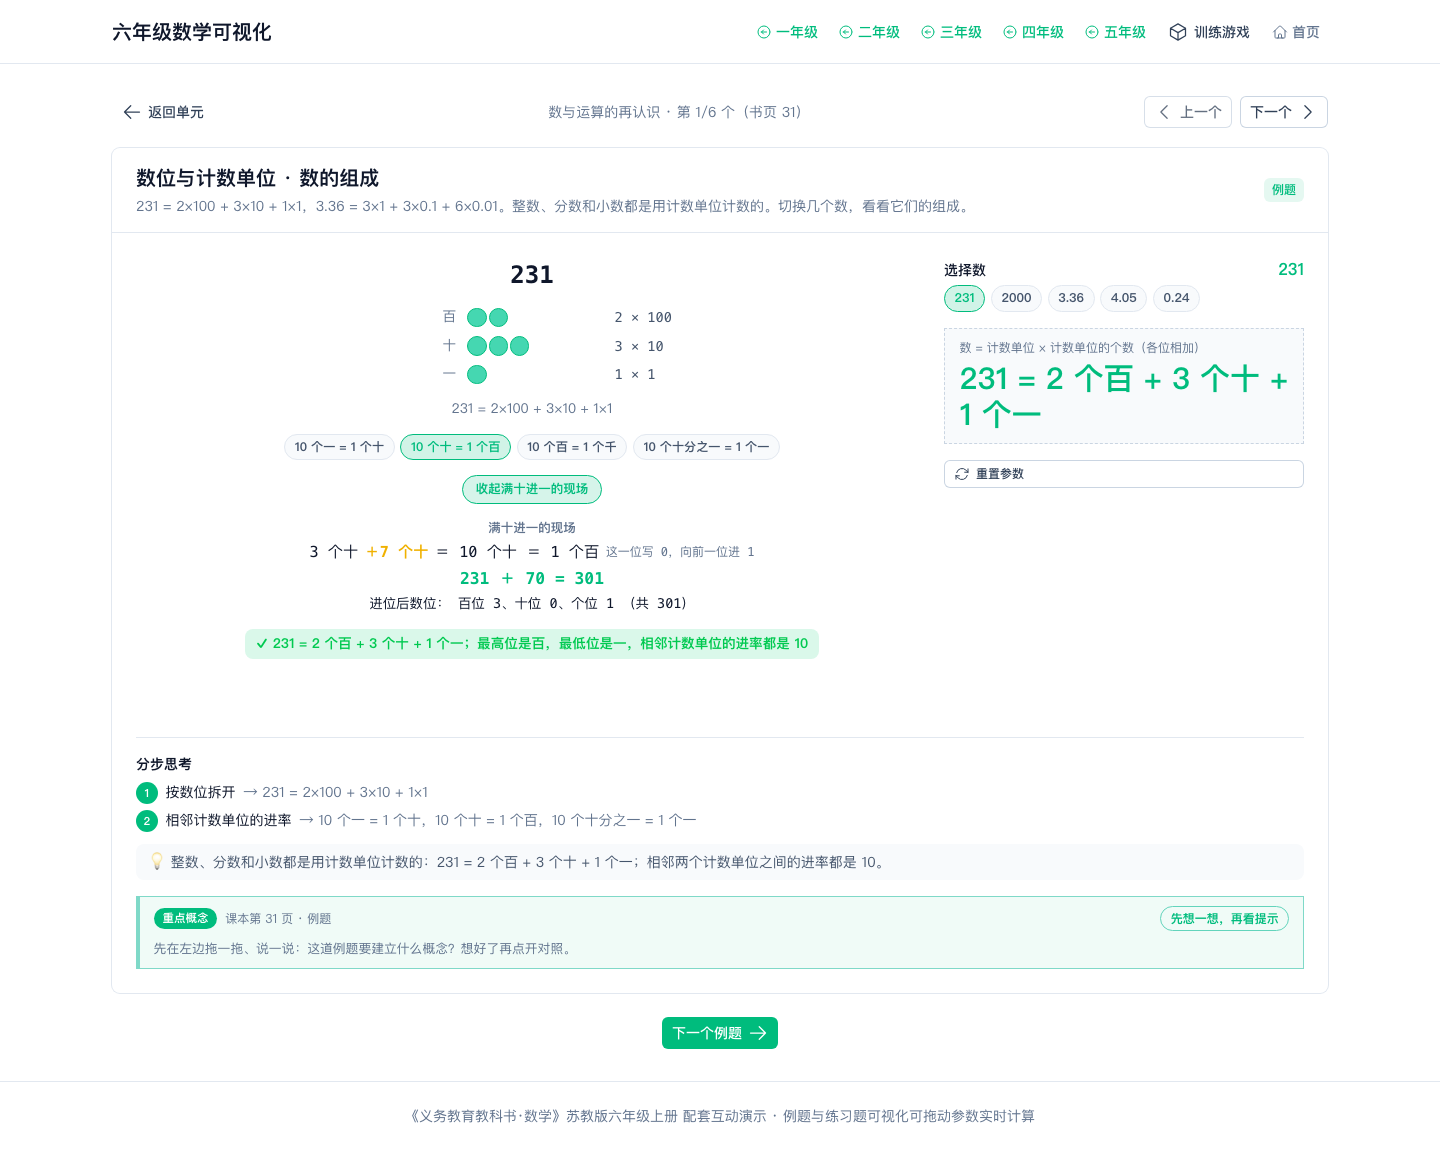 六年级数学可视化
一年级 二年级 三年级 四年级 五年级 训练游戏 首页
返回单元
数与运算的再认识 · 第 1/6 个（书页 31）
上一个 下一个
数位与计数单位 · 数的组成
231 = 2×100 + 3×10 + 1×1，3.36 = 3×1 + 3×0.1 + 6×0.01。整数、分数和小数都是用计数单位计数的。切换几个数，看看它们的组成。
例题
231
百 2 × 100
十 3 × 10
一 1 × 1
231 = 2×100 + 3×10 + 1×1
10 个一 = 1 个十 10 个十 = 1 个百 10 个百 = 1 个千 10 个十分之一 = 1 个一
收起满十进一的现场
满十进一的现场
3 个十 ＋7 个十 ＝ 10 个十 ＝ 1 个百 这一位写 0，向前一位进 1
231 ＋ 70 = 301
进位后数位： 百位 3、十位 0、个位 1 （共 301）
✓ 231 = 2 个百 + 3 个十 + 1 个一；最高位是百，最低位是一，相邻计数单位的进率都是 10
选择数 231
231 2000 3.36 4.05 0.24
数 = 计数单位 × 计数单位的个数（各位相加）
231 = 2 个百 + 3 个十 +
1 个一
重置参数
分步思考
1 按数位拆开 → 231 = 2×100 + 3×10 + 1×1
2 相邻计数单位的进率 → 10 个一 = 1 个十，10 个十 = 1 个百，10 个十分之一 = 1 个一
💡 整数、分数和小数都是用计数单位计数的：231 = 2 个百 + 3 个十 + 1 个一；相邻两个计数单位之间的进率都是 10。
重点概念 课本第 31 页 · 例题
先想一想，再看提示
先在左边拖一拖、说一说：这道例题要建立什么概念？想好了再点开对照。
下一个例题
《义务教育教科书·数学》苏教版六年级上册 配套互动演示 · 例题与练习题可视化可拖动参数实时计算